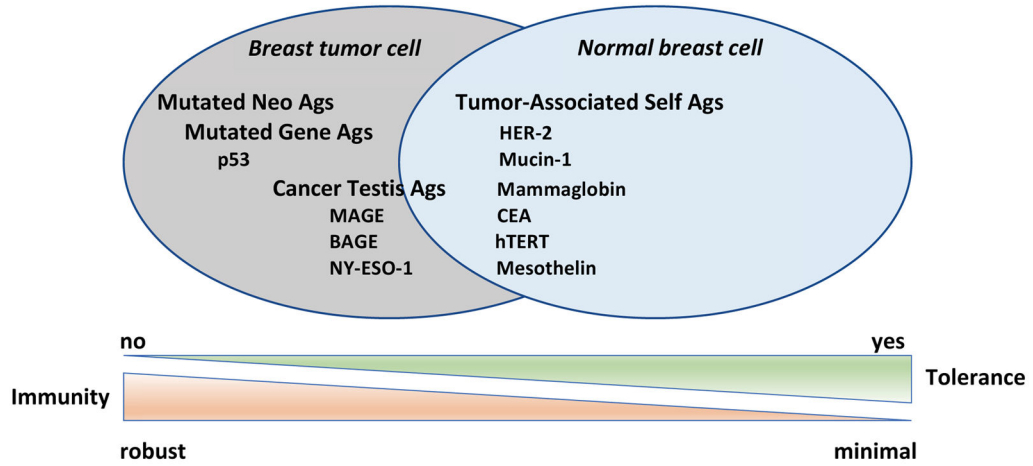 Breast tumor cell
Normal breast cell
Mutated Neo Ags
Mutated Gene Ags
p53
Cancer Testis Ags
MAGE
BAGE
NY-ESO-1
Tumor-Associated Self Ags
HER-2
Mucin-1
Mammaglobin
CEA
hTERT
Mesothelin
no
yes
Tolerance
Immunity
robust
minimal